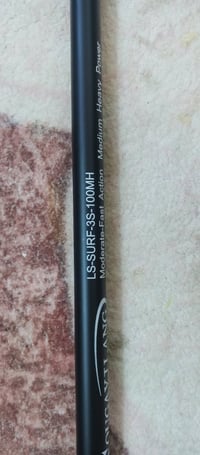 LS-SURF-3S-100MH
Moderate-Fast Action Medium Heavy Power